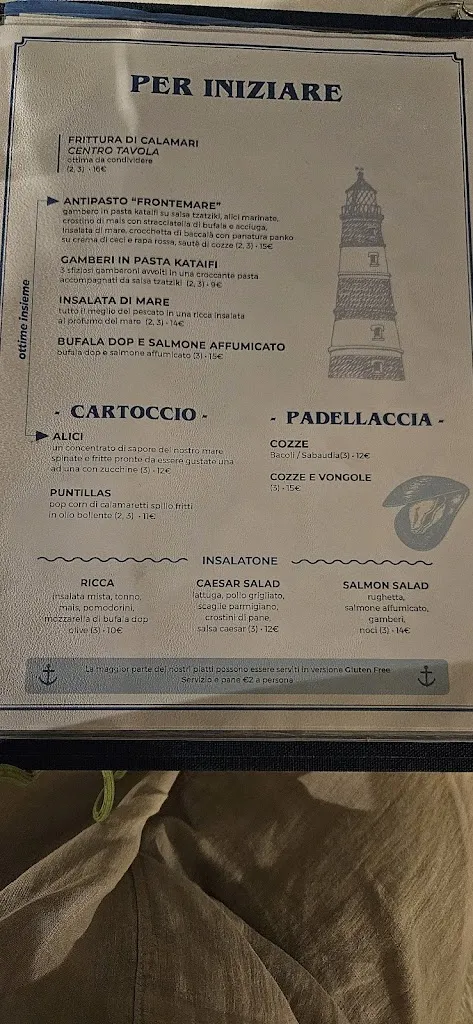 PER INIZIARE
FRITTURA DI CALAMARI
CENTRO TAVOLA
ottima da condividere
(2, 3) • 16€
ANTIPASTO "FRONTEMARE"
gambero in pasta kataifi su salsa tzatziki, alici marinate,
crostino di mais con stracciatella di bufala e acciuga,
insalata di mare, crocchetta di baccalà con panatura panko
su crema di ceci e rapa rossa, sautè di cozze (2, 3) • 15€
GAMBERI IN PASTA KATAIFI
3 sfiziosi gamberoni avvolti in una croccante pasta
accompagnati da salsa tzatziki (2, 3) • 9€
INSALATA DI MARE
tutto il meglio del pescato in una ricca insalata
al profumo del mare (2, 3) • 14€
BUFALA DOP E SALMONE AFFUMICATO
bufala dop e salmone affumicato (3) • 15€
ottime insieme
- CARTOCCIO -
ALICI
un concentrato di sapore del nostro mare
spinate e fritte pronte da essere gustate una
ad una con zucchine (3) • 12€
PUNTILLAS
pop corn di calamaretti spillo fritti
in olio bollente (2, 3) • 11€
- PADELLACCIA -
COZZE
Bacoli / Sabaudia(3) • 12€
COZZE E VONGOLE
(3) • 15€
INSALATONE
RICCA
insalata mista, tonno,
mais, pomodorini,
mozzarella di bufala dop
olive (3) • 10€
CAESAR SALAD
lattuga, pollo grigliato,
scaglie parmigiano,
crostini di pane,
salsa caesar (3) • 12€
SALMON SALAD
rughetta,
salmone affumicato,
gamberi,
noci (3) • 14€
La maggior parte dei nostri piatti possono essere serviti in versione Gluten Free
Servizio e pane €2 a persona